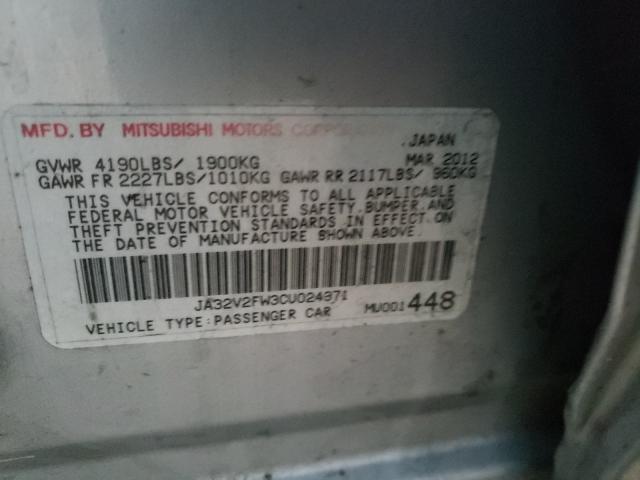 MFD. BY MITSUBISHI MOTORS CORPORATION
JAPAN
GVWR 4190LBS/ 1900KG MAR 2012
GAWR FR 2227LBS/1010KG GAWR RR 2117LBS/ 960KG
THIS VEHICLE CONFORMS TO ALL APPLICABLE
FEDERAL MOTOR VEHICLE SAFETY, BUMPER, AND
THEFT PREVENTION STANDARDS IN EFFECT ON
THE DATE OF MANUFACTURE SHOWN ABOVE.
JA32V2FW3CU024971
VEHICLE TYPE:PASSENGER CAR MU001448